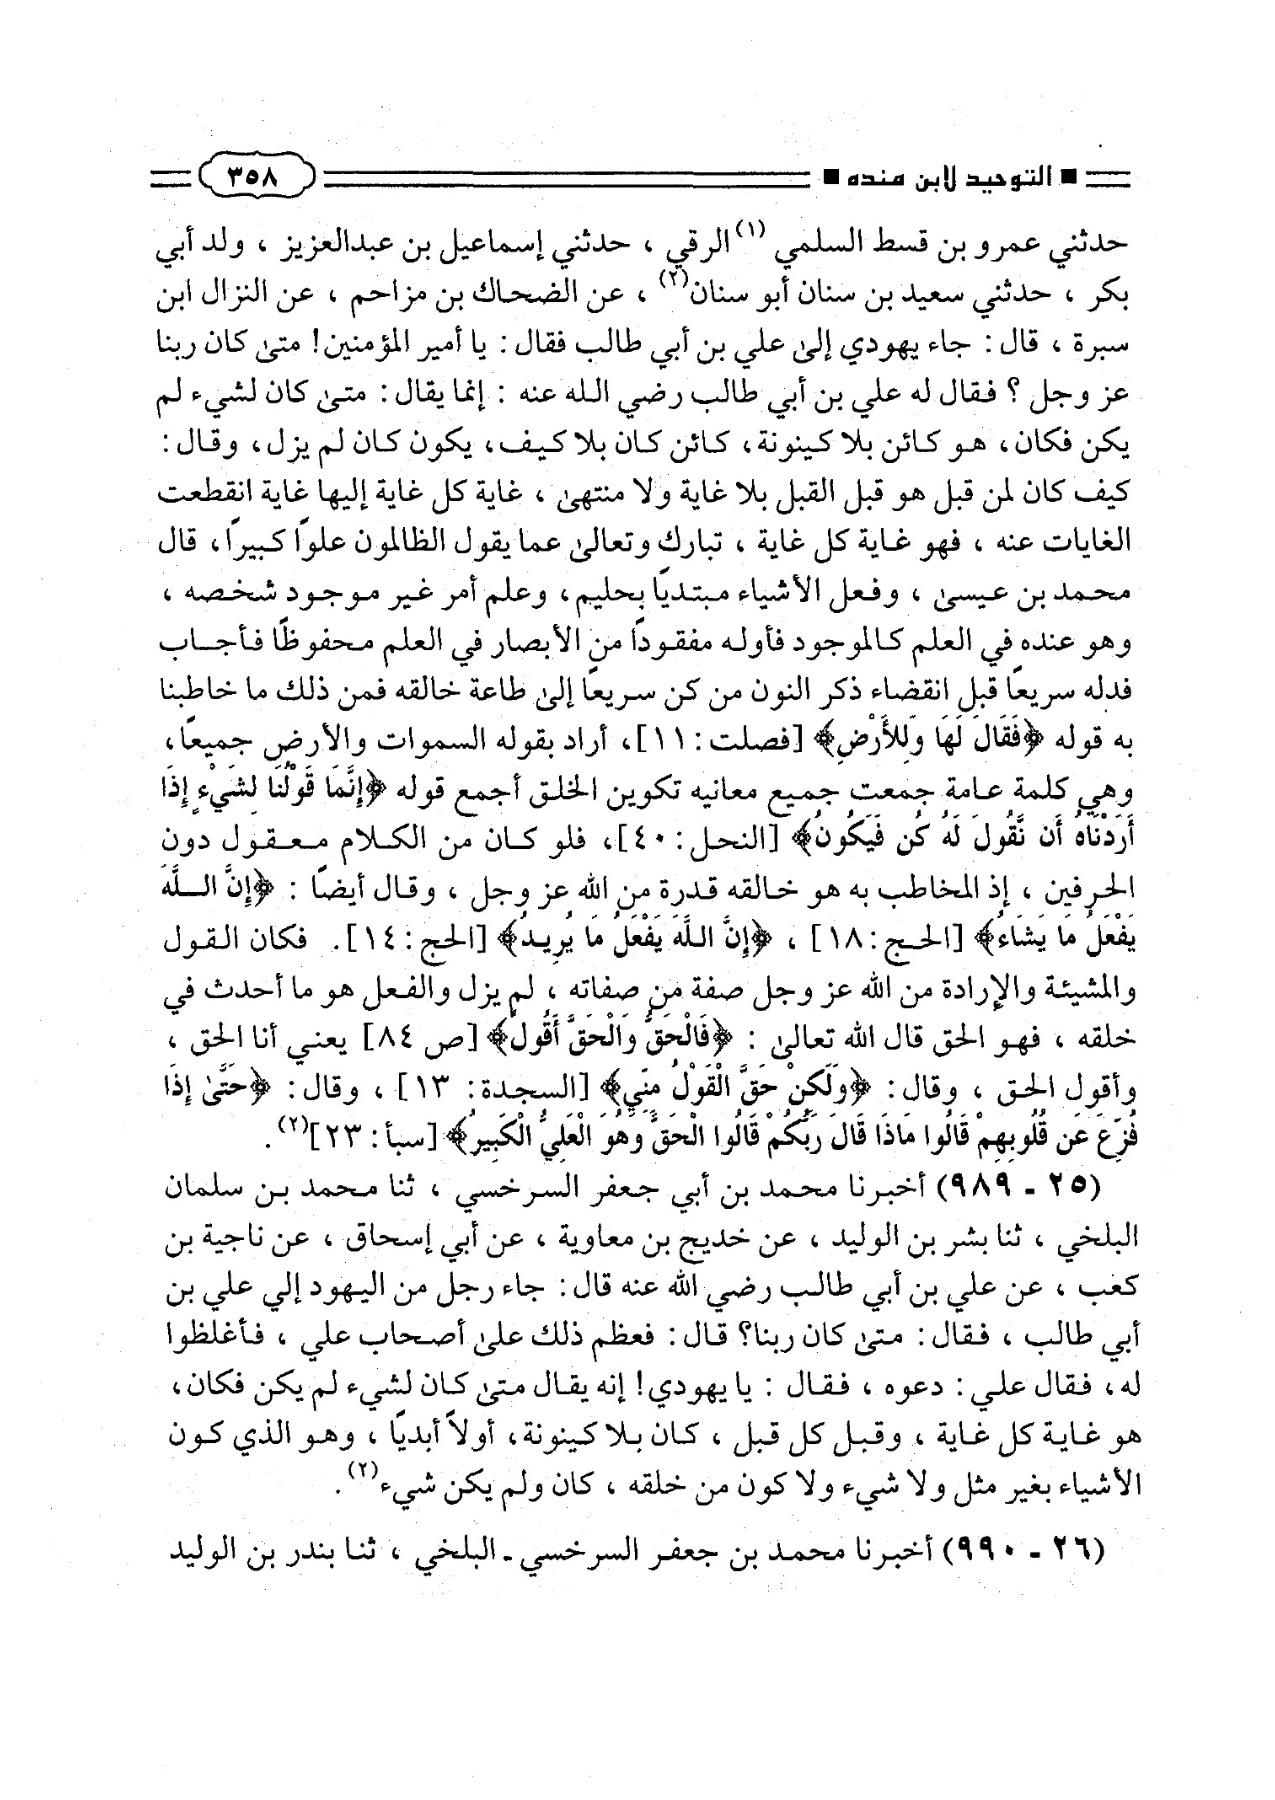 ■ التوحيد لابن منده ■ ٣٥٨
حدثني عمرو بن قسط السلمي (١) الرقي ، حدثني إسماعيل بن عبدالعزيز ، ولد أبي
بكر ، حدثني سعيد بن سنان أبو سنان(٢) ، عن الضحاك بن مزاحم ، عن النزال ابن
سبرة ، قال : جاء يهودي إلى علي بن أبي طالب فقال : يا أمير المؤمنين! متىٰ كان ربنا
عز وجل ؟ فقال له علي بن أبي طالب رضي الله عنه : إنما يقال : متىٰ كان لشيء لم
يكن فكان، هو كائن بلا كينونة، كائن كان بلا كيف، يكون كان لم يزل، وقال :
كيف كان لمن قبل هو قبل القبل بلا غاية ولا منتهىٰ ، غاية كل غاية إليها غاية انقطعت
الغايات عنه ، فهو غاية كل غاية ، تبارك وتعالىٰ عما يقول الظالمون علوًا كبيرًا، قال
محمد بن عيسىٰ ، وفعل الأشياء مبتديًا بحليم، وعلم أمر غير موجود شخصه ،
وهو عنده في العلم كالموجود فأوله مفقودًا من الأبصار في العلم محفوظًا فأجاب
فدله سريعًا قبل انقضاء ذكر النون من كن سريعًا إلىٰ طاعة خالقه فمن ذلك ما خاطبنا
به قوله ﴿فَقَالَ لَهَا وَلِلأَرْضِ﴾ [فصلت : ١١]، أراد بقوله السموات والأرض جميعًا،
وهي كلمة عامة جمعت جميع معانيه تكوين الخلق أجمع قوله ﴿إِنَّمَا قَوْلُنَا لِشَيْءٍ إِذَا
أَرَدْنَاهُ أَن نَّقُولَ لَهُ كُن فَيَكُونُ﴾ [النحل : ٤٠]، فلو كان من الكلام معقول دون
الحرفين ، إذ المخاطب به هو خالقه قدرة من الله عز وجل ، وقال أيضًا : ﴿إِنَّ اللَّهَ
يَفْعَلُ مَا يَشَاءُ﴾ [الحج : ١٨] ، ﴿إِنَّ اللَّهَ يَفْعَلُ مَا يُرِيدُ﴾ [الحج : ١٤]. فكان القول
والمشيئة والإرادة من الله عز وجل صفة من صفاته ، لم يزل والفعل هو ما أحدث في
خلقه ، فهو الحق قال الله تعالىٰ : ﴿فَالْحَقُّ وَالْحَقَّ أَقُولُ﴾ [ص ٨٤] يعني أنا الحق ،
وأقول الحق ، وقال : ﴿وَلَكِنْ حَقَّ الْقَوْلُ مِنِّي﴾ [السجدة : ١٣] ، وقال : ﴿حَتَّىٰ إِذَا
فُزِّعَ عَن قُلُوبِهِمْ قَالُوا مَاذَا قَالَ رَبُّكُمْ قَالُوا الْحَقَّ وَهُوَ الْعَلِيُّ الْكَبِيرُ﴾ [سبأ : ٢٣](٢).
(٢٥ - ٩٨٩) أخبرنا محمد بن أبي جعفر السرخسي ، ثنا محمد بن سلمان
البلخي ، ثنا بشر بن الوليد ، عن خديج بن معاوية ، عن أبي إسحاق ، عن ناجية بن
كعب ، عن علي بن أبي طالب رضي الله عنه قال : جاء رجل من اليهود إلي علي بن
أبي طالب ، فقال : متىٰ كان ربنا؟ قال : فعظم ذلك علىٰ أصحاب علي ، فأغلظوا
له، فقال علي : دعوه ، فقال : يا يهودي! إنه يقال متىٰ كان لشيء لم يكن فكان،
هو غاية كل غاية ، وقبل كل قبل ، كان بلا كينونة، أولاً أبديًا ، وهو الذي كون
الأشياء بغير مثل ولا شيء ولا كون من خلقه ، كان ولم يكن شيء(٢).
(٢٦ - ٩٩٠) أخبرنا محمد بن جعفر السرخسي ـ البلخي ، ثنا بندر بن الوليد